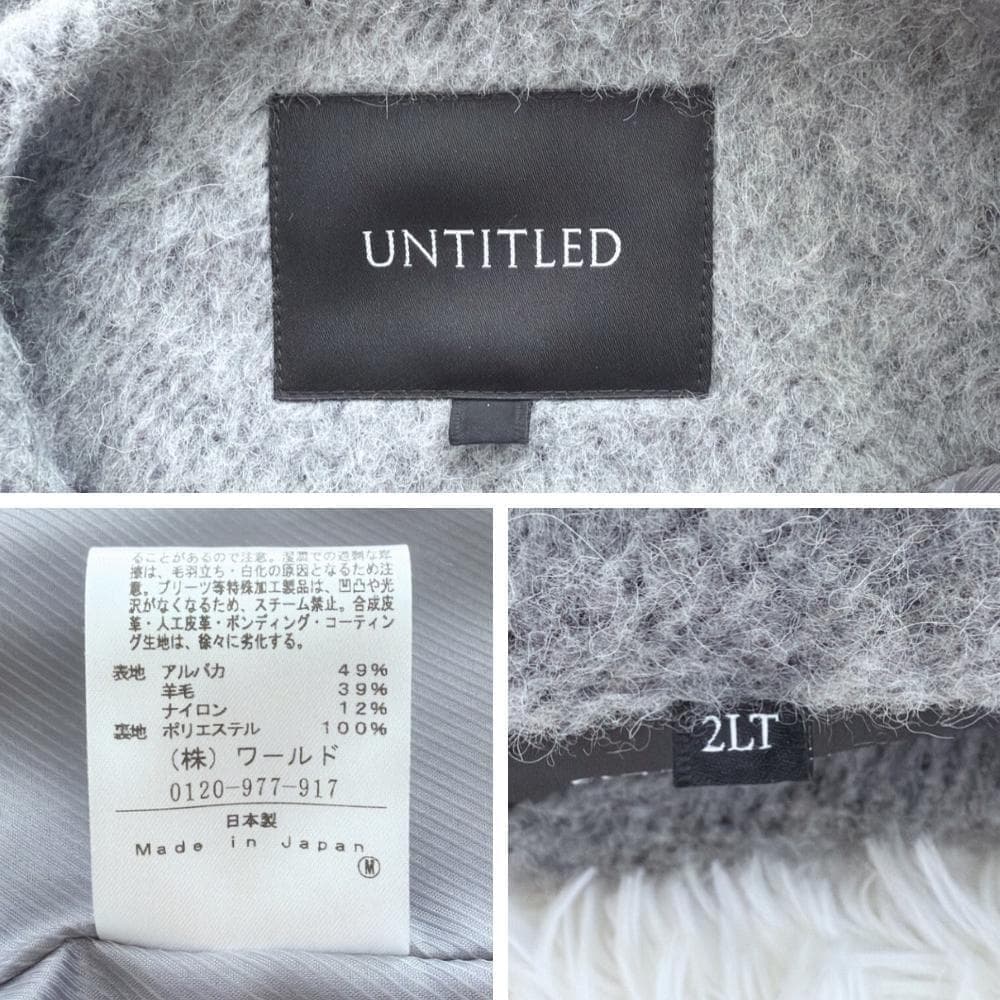 UNTITLED
ることがあるので注意。湿潤での過剰な摩
擦は、毛羽立ち・白化の原因となるため注
意。プリーツ等特殊加工製品は、凹凸や光
沢がなくなるため、スチーム禁止。合成皮
革・人工皮革・ボンディング・コーティン
グ生地は、徐々に劣化する。
表地 アルパカ 49%
羊毛 39%
ナイロン 12%
裏地 ポリエステル 100%
(株) ワールド
0120-977-917
日本製
Made in Japan
M
2LT